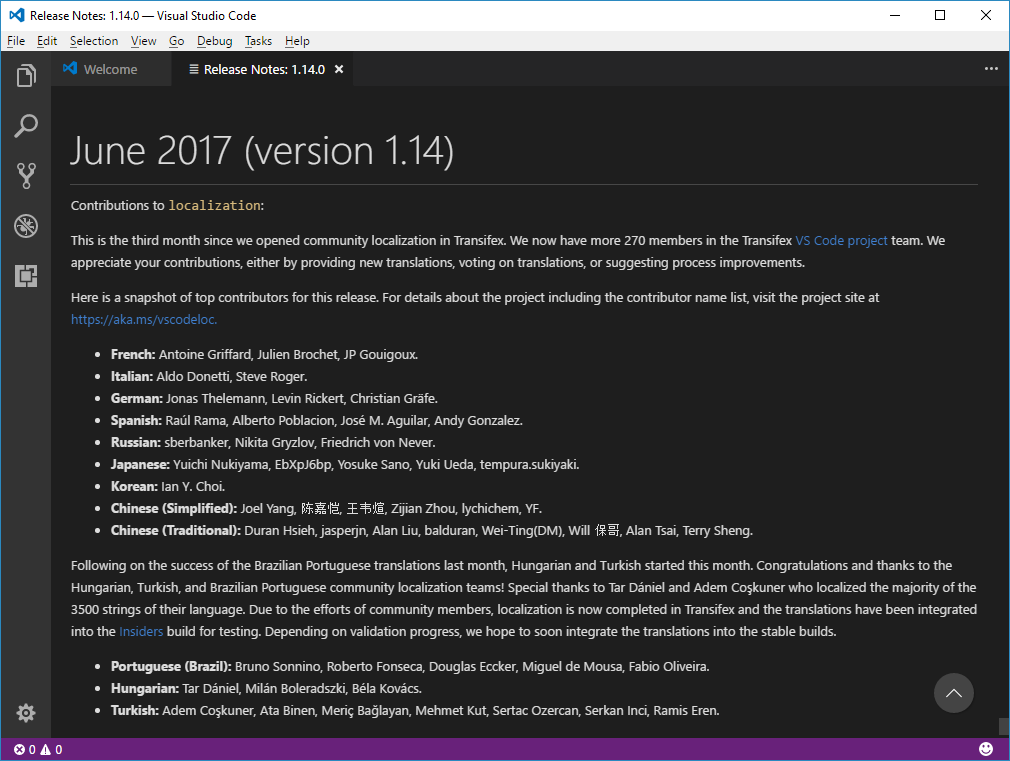 Release Notes: 1.14.0 — Visual Studio Code
File Edit Selection View Go Debug Tasks Help
Welcome
Release Notes: 1.14.0
June 2017 (version 1.14)
Contributions to localization:
This is the third month since we opened community localization in Transifex. We now have more 270 members in the Transifex VS Code project team. We
appreciate your contributions, either by providing new translations, voting on translations, or suggesting process improvements.
Here is a snapshot of top contributors for this release. For details about the project including the contributor name list, visit the project site at
https://aka.ms/vscodeloc.
• French: Antoine Griffard, Julien Brochet, JP Gouigoux.
• Italian: Aldo Donetti, Steve Roger.
• German: Jonas Thelemann, Levin Rickert, Christian Gräfe.
• Spanish: Raúl Rama, Alberto Poblacion, José M. Aguilar, Andy Gonzalez.
• Russian: sberbanker, Nikita Gryzlov, Friedrich von Never.
• Japanese: Yuichi Nukiyama, EbXpJ6bp, Yosuke Sano, Yuki Ueda, tempura.sukiyaki.
• Korean: Ian Y. Choi.
• Chinese (Simplified): Joel Yang, 陈嘉恺, 王韦煊, Zijian Zhou, lychichem, YF.
• Chinese (Traditional): Duran Hsieh, jasperjn, Alan Liu, balduran, Wei-Ting(DM), Will 保哥, Alan Tsai, Terry Sheng.
Following on the success of the Brazilian Portuguese translations last month, Hungarian and Turkish started this month. Congratulations and thanks to the
Hungarian, Turkish, and Brazilian Portuguese community localization teams! Special thanks to Tar Dániel and Adem Coşkuner who localized the majority of the
3500 strings of their language. Due to the efforts of community members, localization is now completed in Transifex and the translations have been integrated
into the Insiders build for testing. Depending on validation progress, we hope to soon integrate the translations into the stable builds.
• Portuguese (Brazil): Bruno Sonnino, Roberto Fonseca, Douglas Eccker, Miguel de Mousa, Fabio Oliveira.
• Hungarian: Tar Dániel, Milán Boleradszki, Béla Kovács.
• Turkish: Adem Coşkuner, Ata Binen, Meriç Bağlayan, Mehmet Kut, Sertac Ozercan, Serkan Inci, Ramis Eren.
0 0